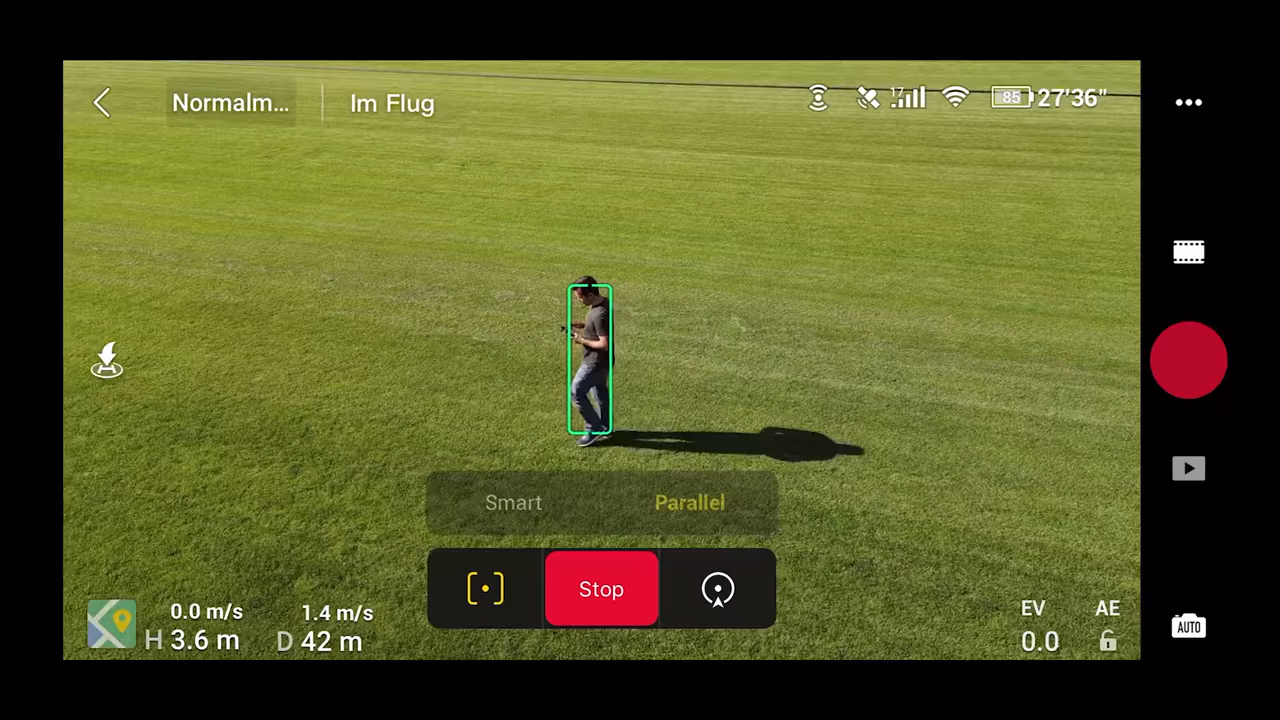 Normalm... Im Flug 17 85 27'36"
Smart Parallel
Stop
0.0 m/s 1.4 m/s EV AE
H 3.6 m D 42 m 0.0
AUTO